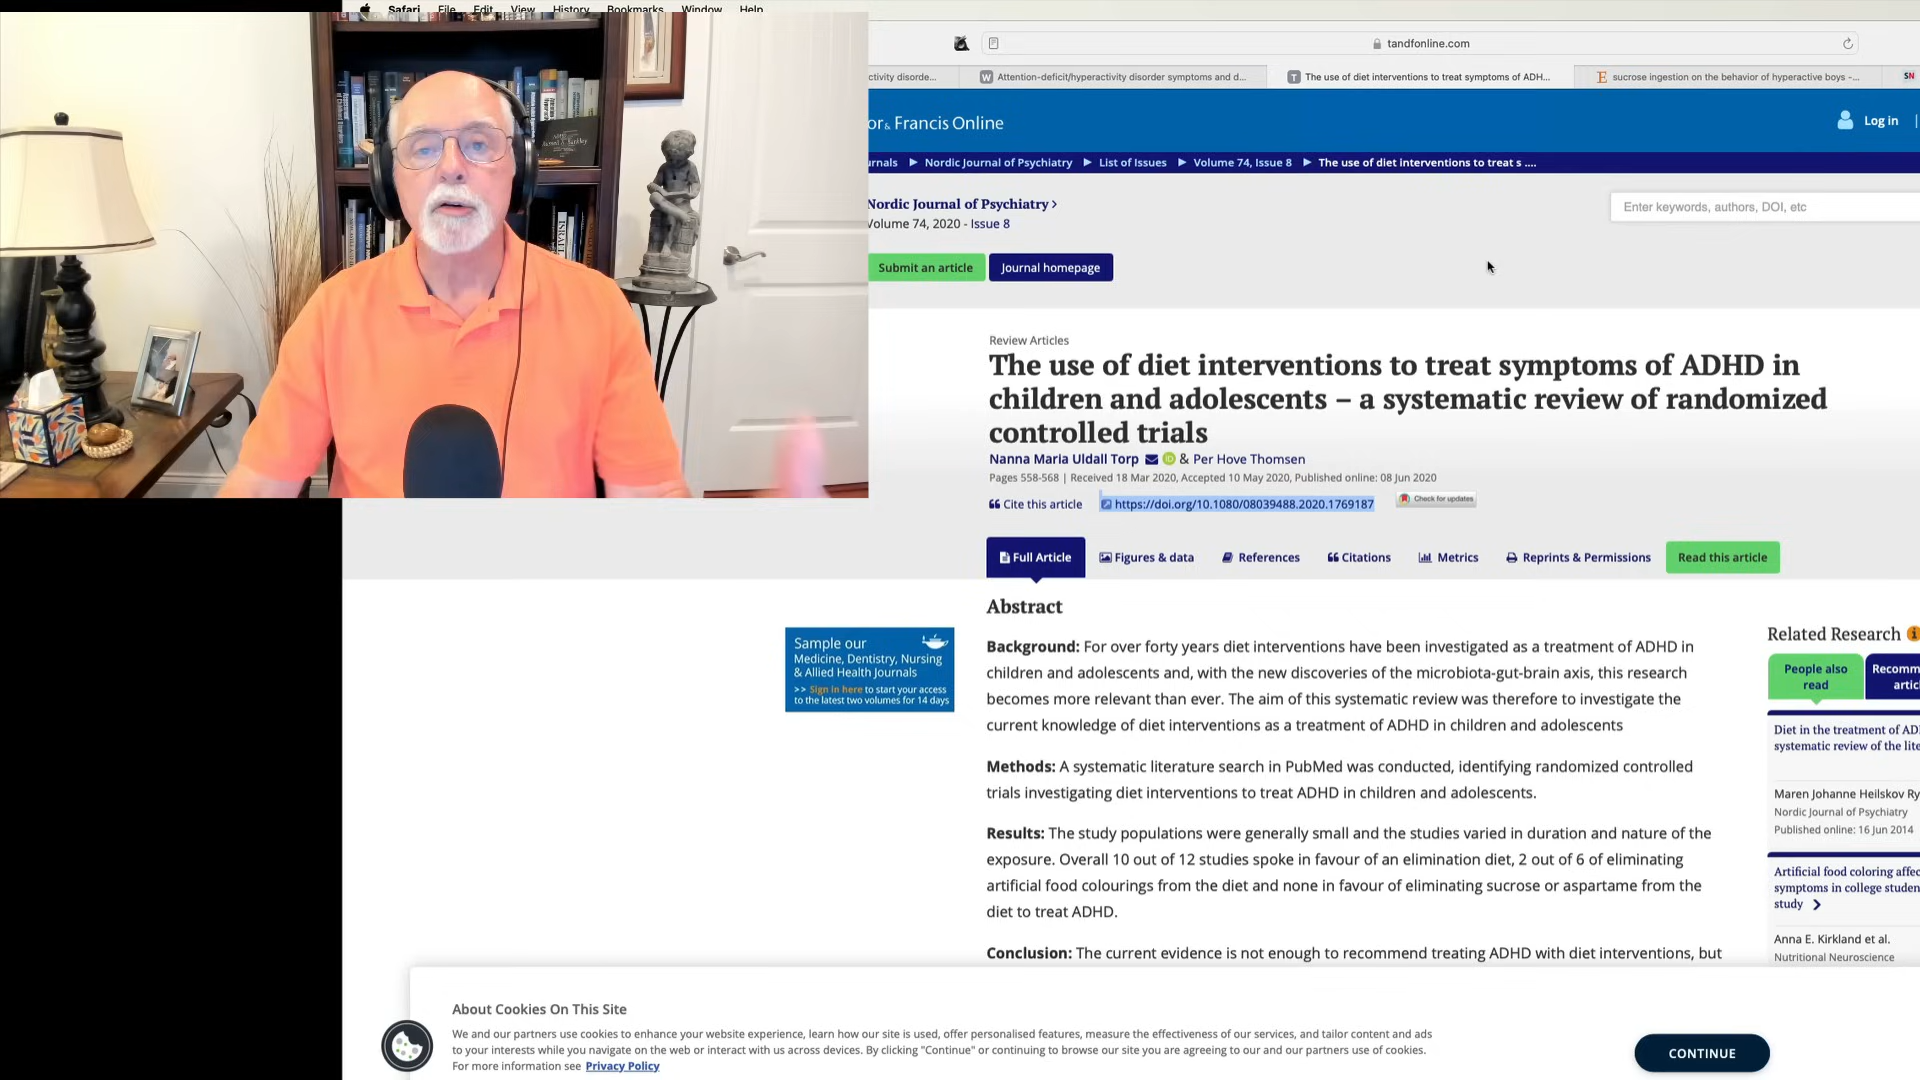 Safari File Edit View History Bookmarks Window Help
tandfonline.com
ctivity disorde...
W Attention-deficit/hyperactivity disorder symptoms and d...
T The use of diet interventions to treat symptoms of ADH...
E sucrose ingestion on the behavior of hyperactive boys -...
SN
or & Francis Online
Log in
urnals ▶ Nordic Journal of Psychiatry ▶ List of Issues ▶ Volume 74, Issue 8 ▶ The use of diet interventions to treat s ....
Nordic Journal of Psychiatry >
Volume 74, 2020 - Issue 8
Enter keywords, authors, DOI, etc
Submit an article
Journal homepage
Review Articles
The use of diet interventions to treat symptoms of ADHD in
children and adolescents – a systematic review of randomized
controlled trials
Nanna Maria Uldall Torp & Per Hove Thomsen
Pages 558-568 | Received 18 Mar 2020, Accepted 10 May 2020, Published online: 08 Jun 2020
Cite this article https://doi.org/10.1080/08039488.2020.1769187 Check for updates
Full Article Figures & data References Citations Metrics Reprints & Permissions Read this article
Sample our
Medicine, Dentistry, Nursing
& Allied Health Journals
>> Sign in here to start your access
to the latest two volumes for 14 days
Abstract
Background: For over forty years diet interventions have been investigated as a treatment of ADHD in
children and adolescents and, with the new discoveries of the microbiota-gut-brain axis, this research
becomes more relevant than ever. The aim of this systematic review was therefore to investigate the
current knowledge of diet interventions as a treatment of ADHD in children and adolescents
Methods: A systematic literature search in PubMed was conducted, identifying randomized controlled
trials investigating diet interventions to treat ADHD in children and adolescents.
Results: The study populations were generally small and the studies varied in duration and nature of the
exposure. Overall 10 out of 12 studies spoke in favour of an elimination diet, 2 out of 6 of eliminating
artificial food colourings from the diet and none in favour of eliminating sucrose or aspartame from the
diet to treat ADHD.
Conclusion: The current evidence is not enough to recommend treating ADHD with diet interventions, but
Related Research i
People also
read
Recomm
artic
Diet in the treatment of AD
systematic review of the lite
Maren Johanne Heilskov Ry
Nordic Journal of Psychiatry
Published online: 16 Jun 2014
Artificial food coloring affec
symptoms in college studen
study >
Anna E. Kirkland et al.
Nutritional Neuroscience
About Cookies On This Site
We and our partners use cookies to enhance your website experience, learn how our site is used, offer personalised features, measure the effectiveness of our services, and tailor content and ads
to your interests while you navigate on the web or interact with us across devices. By clicking "Continue" or continuing to browse our site you are agreeing to our and our partners use of cookies.
For more information see Privacy Policy
CONTINUE